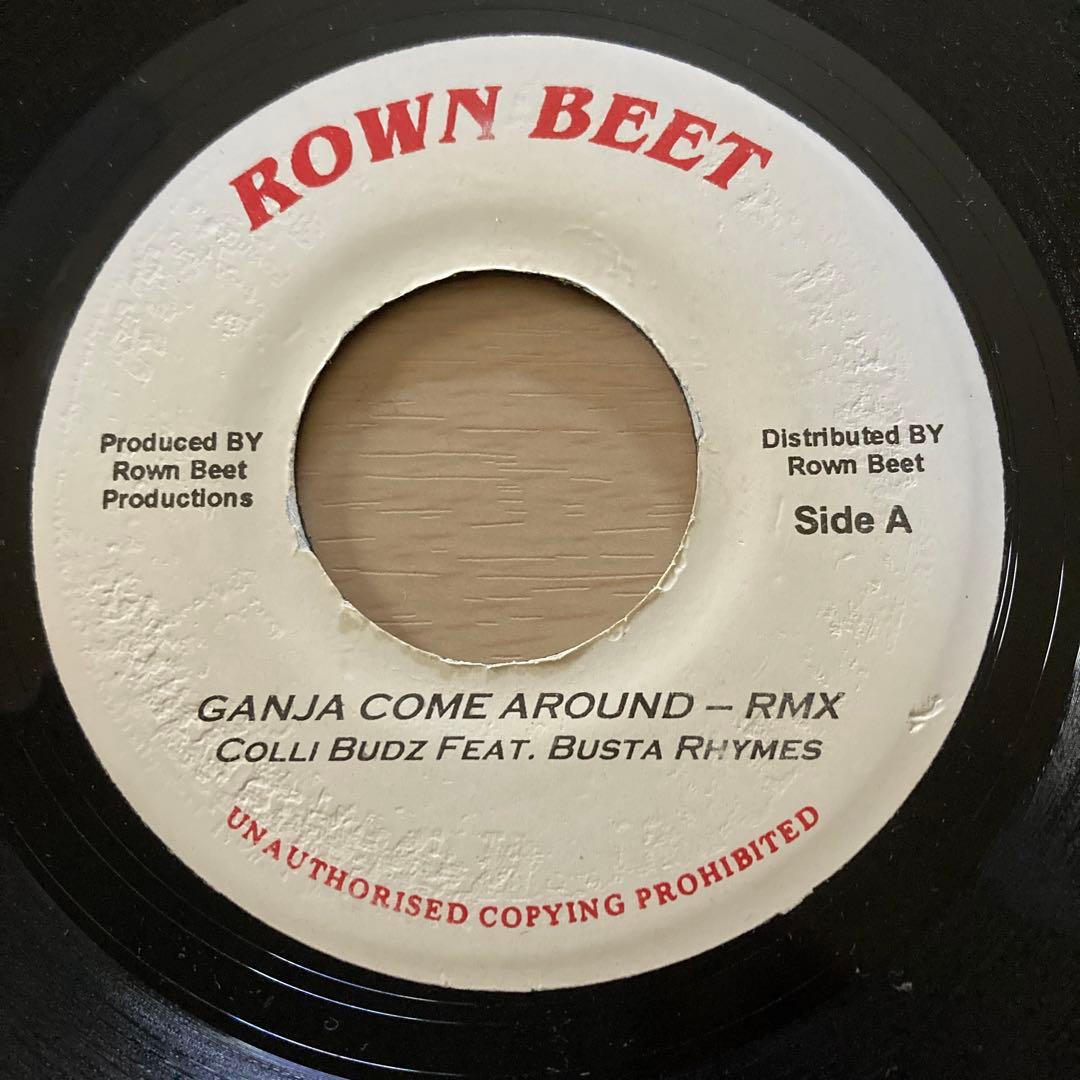 ROWN BEET
Produced BY
Rown Beet
Productions
Distributed BY
Rown Beet
Side A
GANJA COME AROUND – RMX
COLLI BUDZ FEAT. BUSTA RHYMES
UNAUTHORISED COPYING PROHIBITED